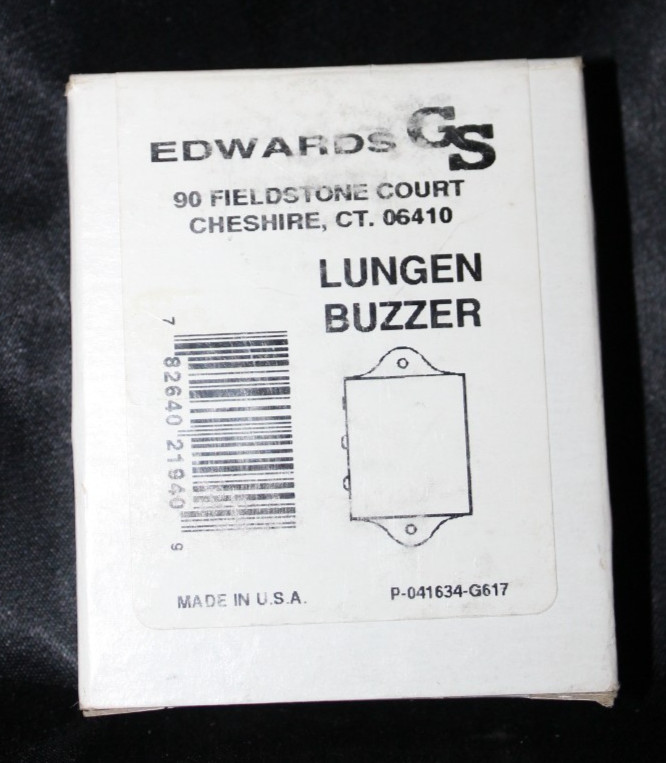 EDWARDS GS
90 FIELDSTONE COURT
CHESHIRE, CT. 06410
LUNGEN
BUZZER
7 82640 21940 9
MADE IN U.S.A.
P-041634-G617